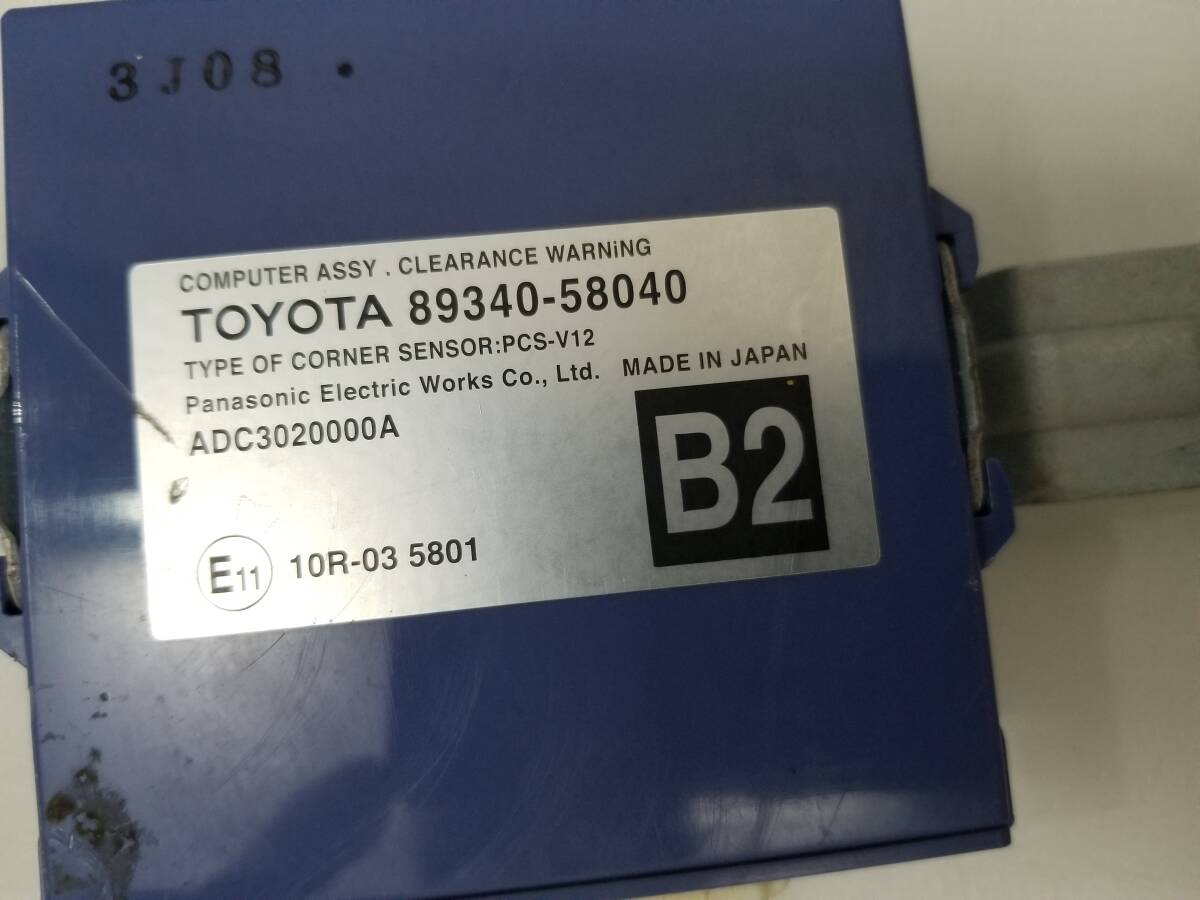 3J08 .
COMPUTER ASSY . CLEARANCE WARNiNG
TOYOTA 89340-58040
TYPE OF CORNER SENSOR:PCS-V12
Panasonic Electric Works Co., Ltd. MADE IN JAPAN
ADC3020000A
B2
E11 10R-03 5801